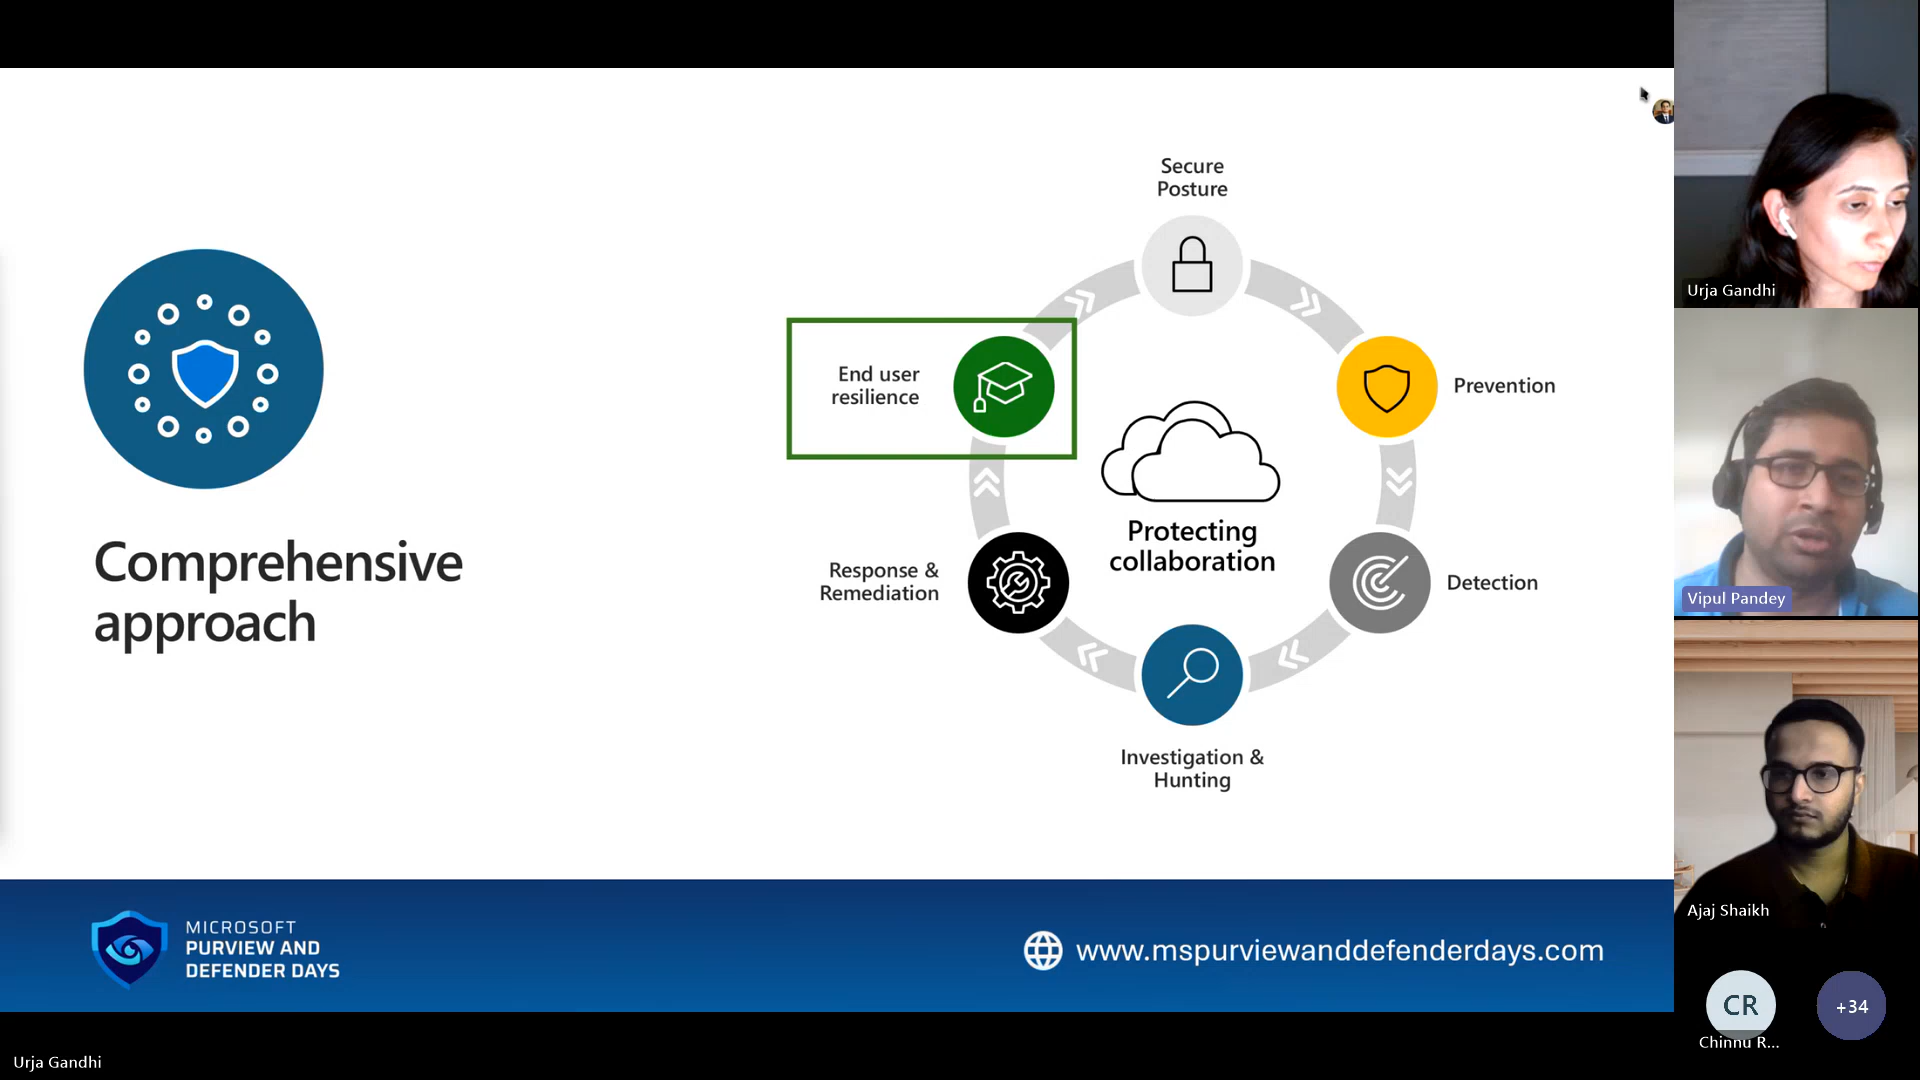 Comprehensive
approach
Secure
Posture
End user
resilience
Prevention
Protecting
collaboration
Response &
Remediation
Detection
Investigation &
Hunting
MICROSOFT
PURVIEW AND
DEFENDER DAYS
www.mspurviewanddefenderdays.com
Urja Gandhi
Urja Gandhi
Vipul Pandey
Ajaj Shaikh
CR
+34
Chinnu R...